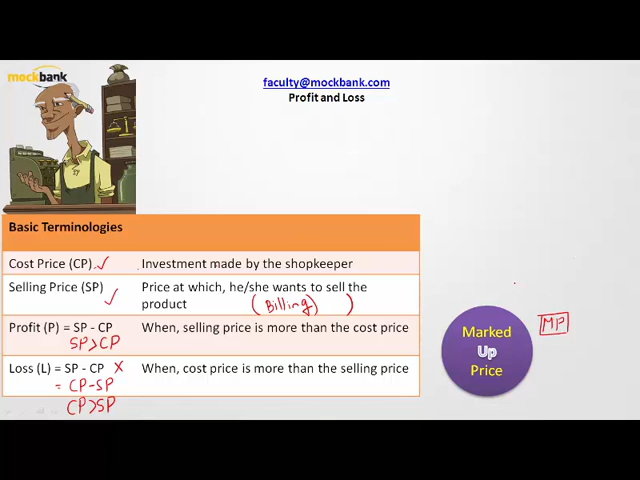 mockbank
faculty@mockbank.com
Profit and Loss
Basic Terminologies
Cost Price (CP) ✓ Investment made by the shopkeeper
Selling Price (SP) ✓ Price at which, he/she wants to sell the
product (Billing) )
Profit (P) = SP - CP When, selling price is more than the cost price
SP>CP
Loss (L) = SP - CP X When, cost price is more than the selling price
= CP-SP
CP>SP
Marked
Up
Price
MP